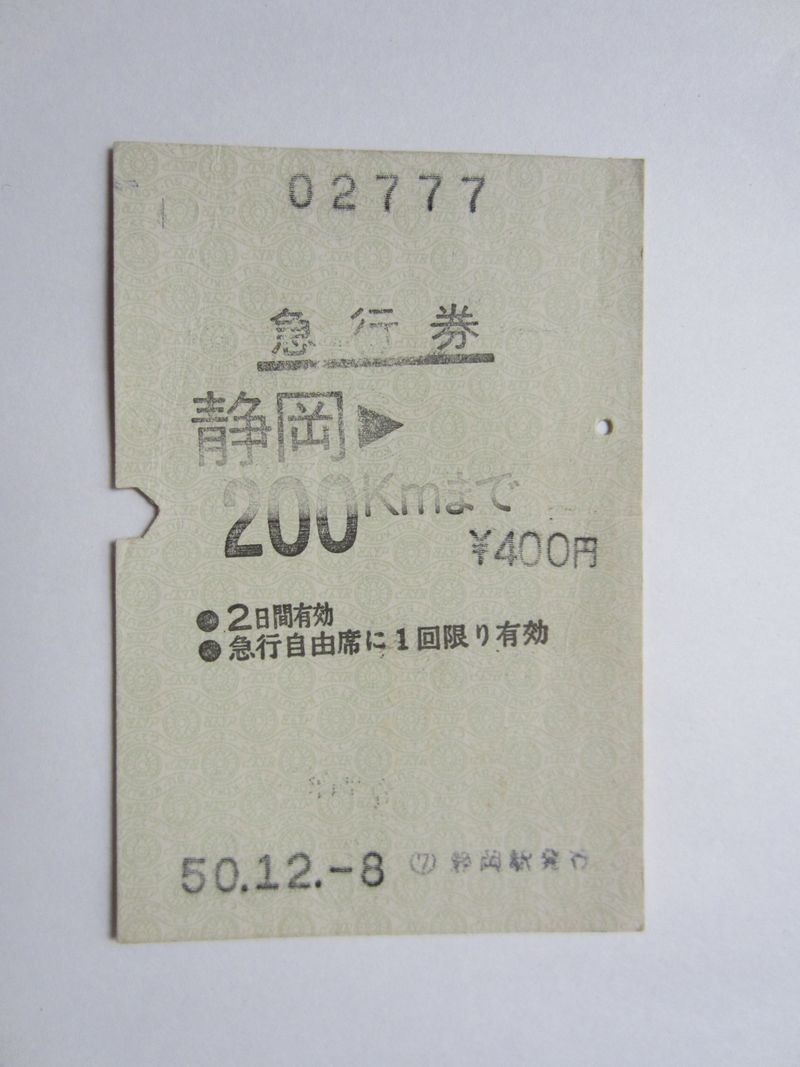 02777
急行券
静岡▶
200Kmまで
¥400円
●2日間有効
●急行自由席に1回限り有効
50.12.-8 ⑦静岡駅発行